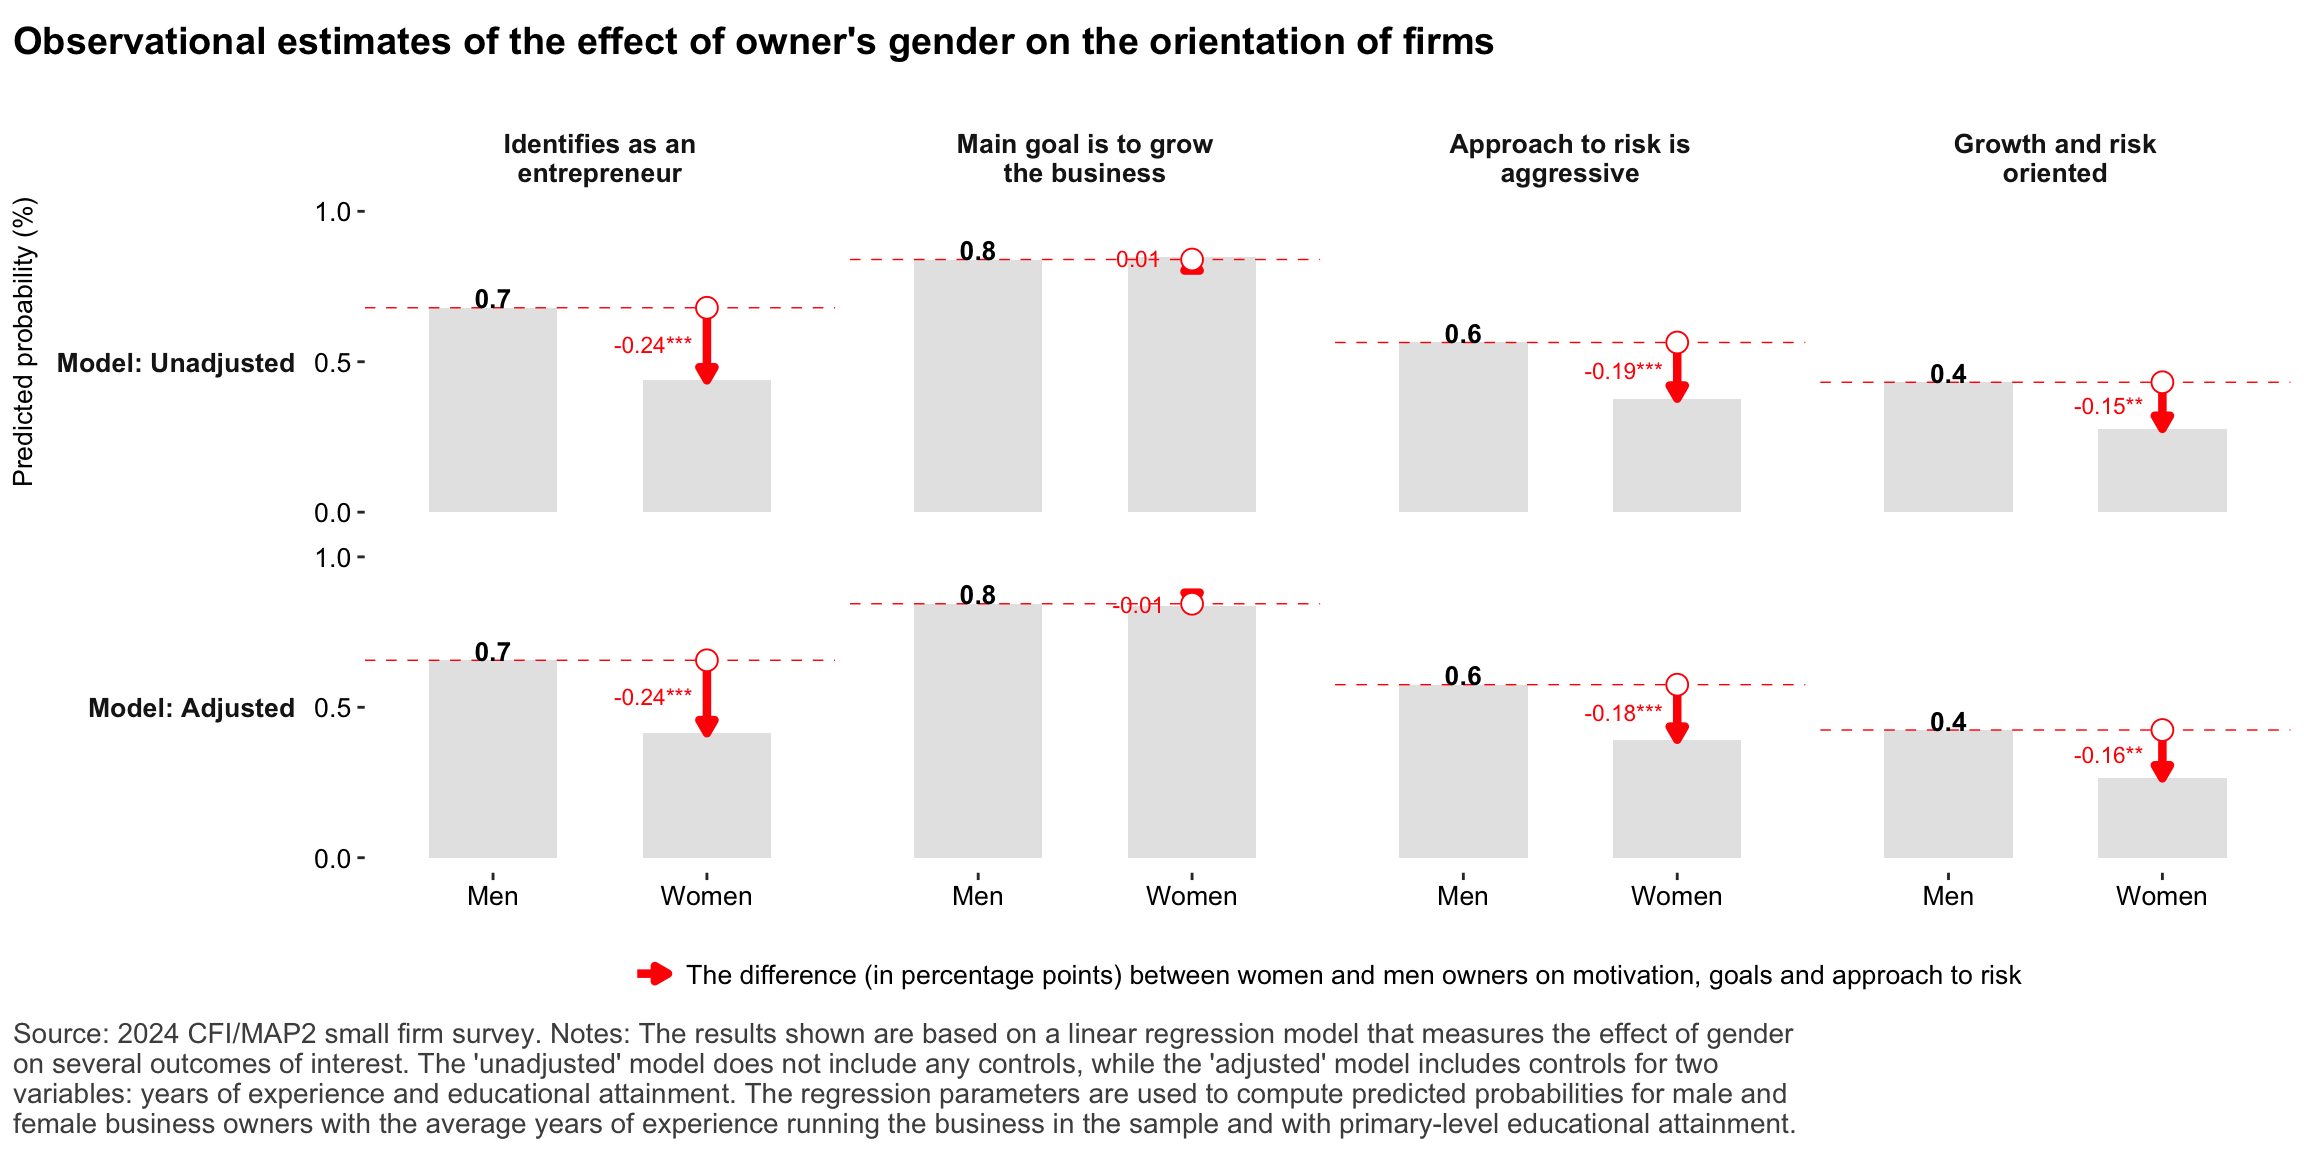 Observational estimates of the effect of owner's gender on the orientation of firms
Identifies as an
entrepreneur
Main goal is to grow
the business
Approach to risk is
aggressive
Growth and risk
oriented
Predicted probability (%)
Model: Unadjusted
1.0
0.5
0.0
0.7
-0.24***
0.8
0.01
0.6
-0.19***
0.4
-0.15**
Model: Adjusted
1.0
0.5
0.0
0.7
-0.24***
0.8
-0.01
0.6
-0.18***
0.4
-0.16**
Men
Women
Men
Women
Men
Women
Men
Women
The difference (in percentage points) between women and men owners on motivation, goals and approach to risk
Source: 2024 CFI/MAP2 small firm survey. Notes: The results shown are based on a linear regression model that measures the effect of gender
on several outcomes of interest. The 'unadjusted' model does not include any controls, while the 'adjusted' model includes controls for two
variables: years of experience and educational attainment. The regression parameters are used to compute predicted probabilities for male and
female business owners with the average years of experience running the business in the sample and with primary-level educational attainment.